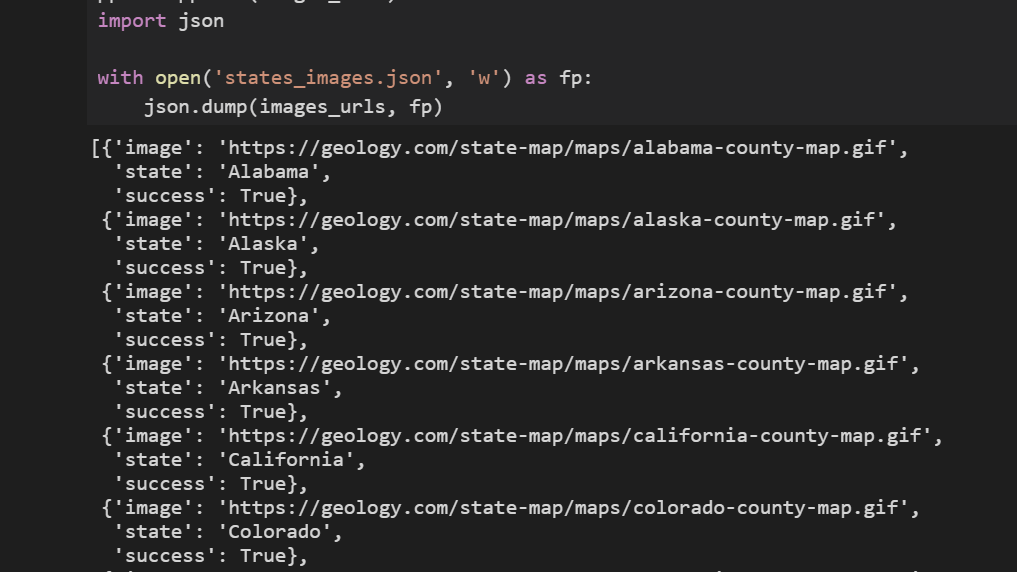 import json
with open('states_images.json', 'w') as fp:
    json.dump(images_urls, fp)
[{'image': 'https://geology.com/state-map/maps/alabama-county-map.gif',
  'state': 'Alabama',
  'success': True},
 {'image': 'https://geology.com/state-map/maps/alaska-county-map.gif',
  'state': 'Alaska',
  'success': True},
 {'image': 'https://geology.com/state-map/maps/arizona-county-map.gif',
  'state': 'Arizona',
  'success': True},
 {'image': 'https://geology.com/state-map/maps/arkansas-county-map.gif',
  'state': 'Arkansas',
  'success': True},
 {'image': 'https://geology.com/state-map/maps/california-county-map.gif',
  'state': 'California',
  'success': True},
 {'image': 'https://geology.com/state-map/maps/colorado-county-map.gif',
  'state': 'Colorado',
  'success': True},